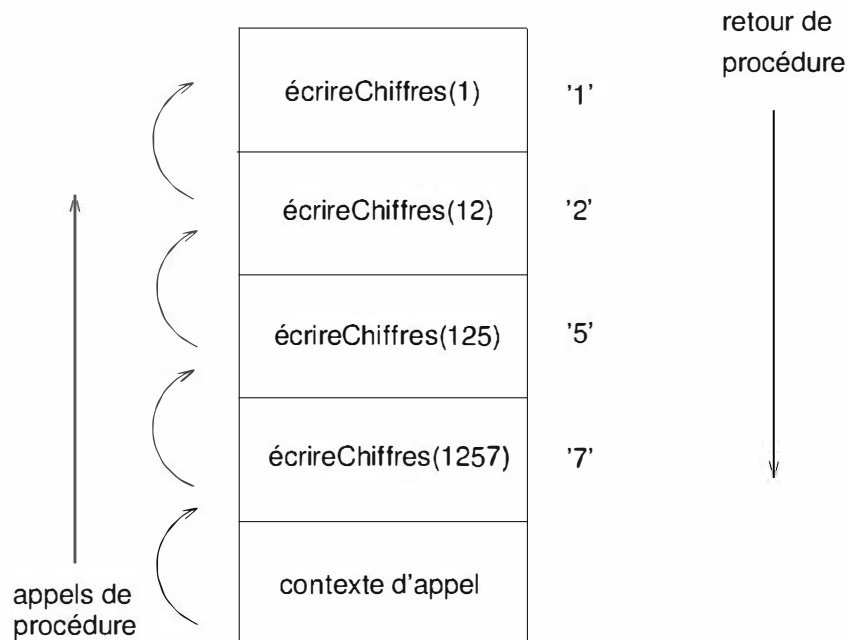 retour de
procédure
écrireChiffres(1) '1'
écrireChiffres(12) '2'
écrireChiffres(125) '5'
écrireChiffres(1257) '7'
contexte d'appel
appels de
procédure